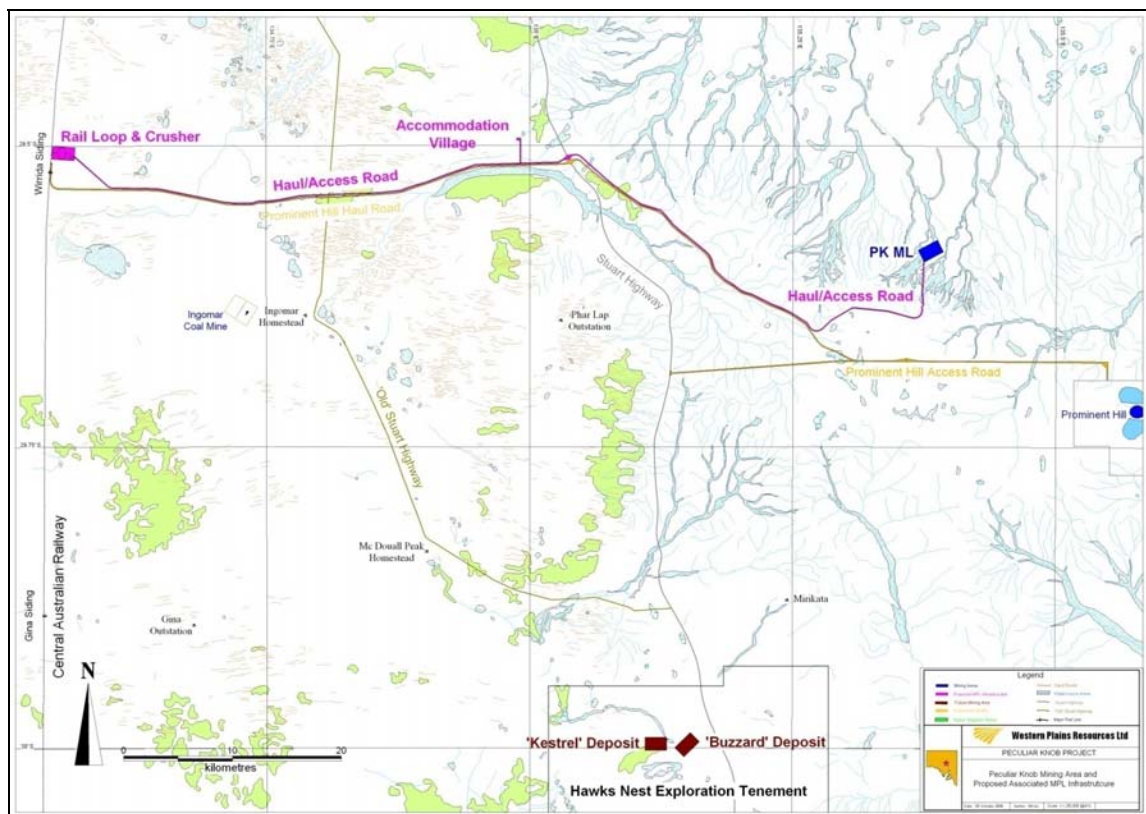 Rail Loop & Crusher
Wirrida Siding
Accommodation
Village
Haul/Access Road
Prominent Hill Haul Road
Stuart Highway
PK ML
Haul/Access Road
Ingomar
Coal Mine
Ingomar
Homestead
Phar Lap
Outstation
Prominent Hill Access Road
Prominent Hill
'Old' Stuart Highway
Central Australian Railway
Mc Douall Peak
Homestead
Gina Siding
Gina
Outstation
Mirikata
N
0 10 20
kilometres
'Kestrel' Deposit
'Buzzard' Deposit
Hawks Nest Exploration Tenement
Legend
Western Plains Resources Ltd
PECULIAR KNOB PROJECT
Peculiar Knob Mining Area and
Proposed Associated MPL Infrastrutcure